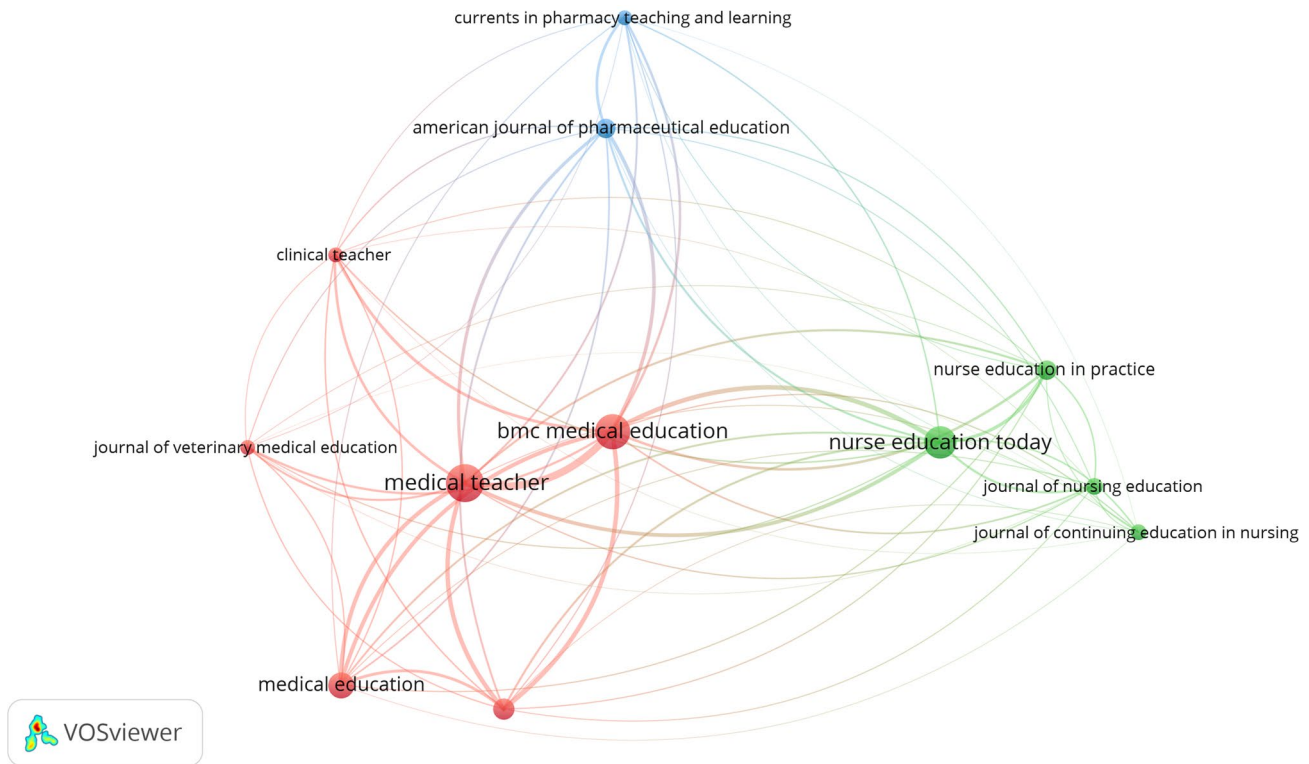 currents in pharmacy teaching and learning
american journal of pharmaceutical education
clinical teacher
nurse education in practice
bmc medical education
nurse education today
journal of veterinary medical education
medical teacher
journal of nursing education
journal of continuing education in nursing
medical education
VOSviewer